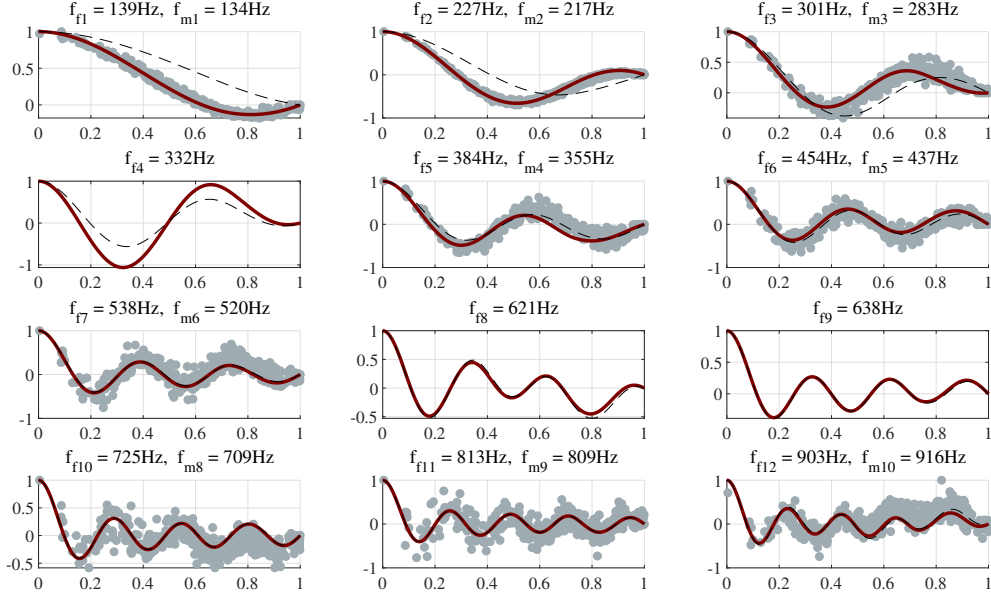 f_f1 = 139Hz, f_m1 = 134Hz
f_f2 = 227Hz, f_m2 = 217Hz
f_f3 = 301Hz, f_m3 = 283Hz
1
0.5
0
0 0.2 0.4 0.6 0.8 1
1
0
-1
0 0.2 0.4 0.6 0.8 1
1
0.5
0
0 0.2 0.4 0.6 0.8 1
f_f4 = 332Hz
f_f5 = 384Hz, f_m4 = 355Hz
f_f6 = 454Hz, f_m5 = 437Hz
1
0
-1
0 0.2 0.4 0.6 0.8 1
1
0
-1
0 0.2 0.4 0.6 0.8 1
1
0
-1
0 0.2 0.4 0.6 0.8 1
f_f7 = 538Hz, f_m6 = 520Hz
f_f8 = 621Hz
f_f9 = 638Hz
1
0
-1
0 0.2 0.4 0.6 0.8 1
1
0.5
0
-0.5
0 0.2 0.4 0.6 0.8 1
1
0.5
0
0 0.2 0.4 0.6 0.8 1
f_f10 = 725Hz, f_m8 = 709Hz
f_f11 = 813Hz, f_m9 = 809Hz
f_f12 = 903Hz, f_m10 = 916Hz
1
0.5
0
-0.5
0 0.2 0.4 0.6 0.8 1
1
0
-1
0 0.2 0.4 0.6 0.8 1
1
0
-1
0 0.2 0.4 0.6 0.8 1